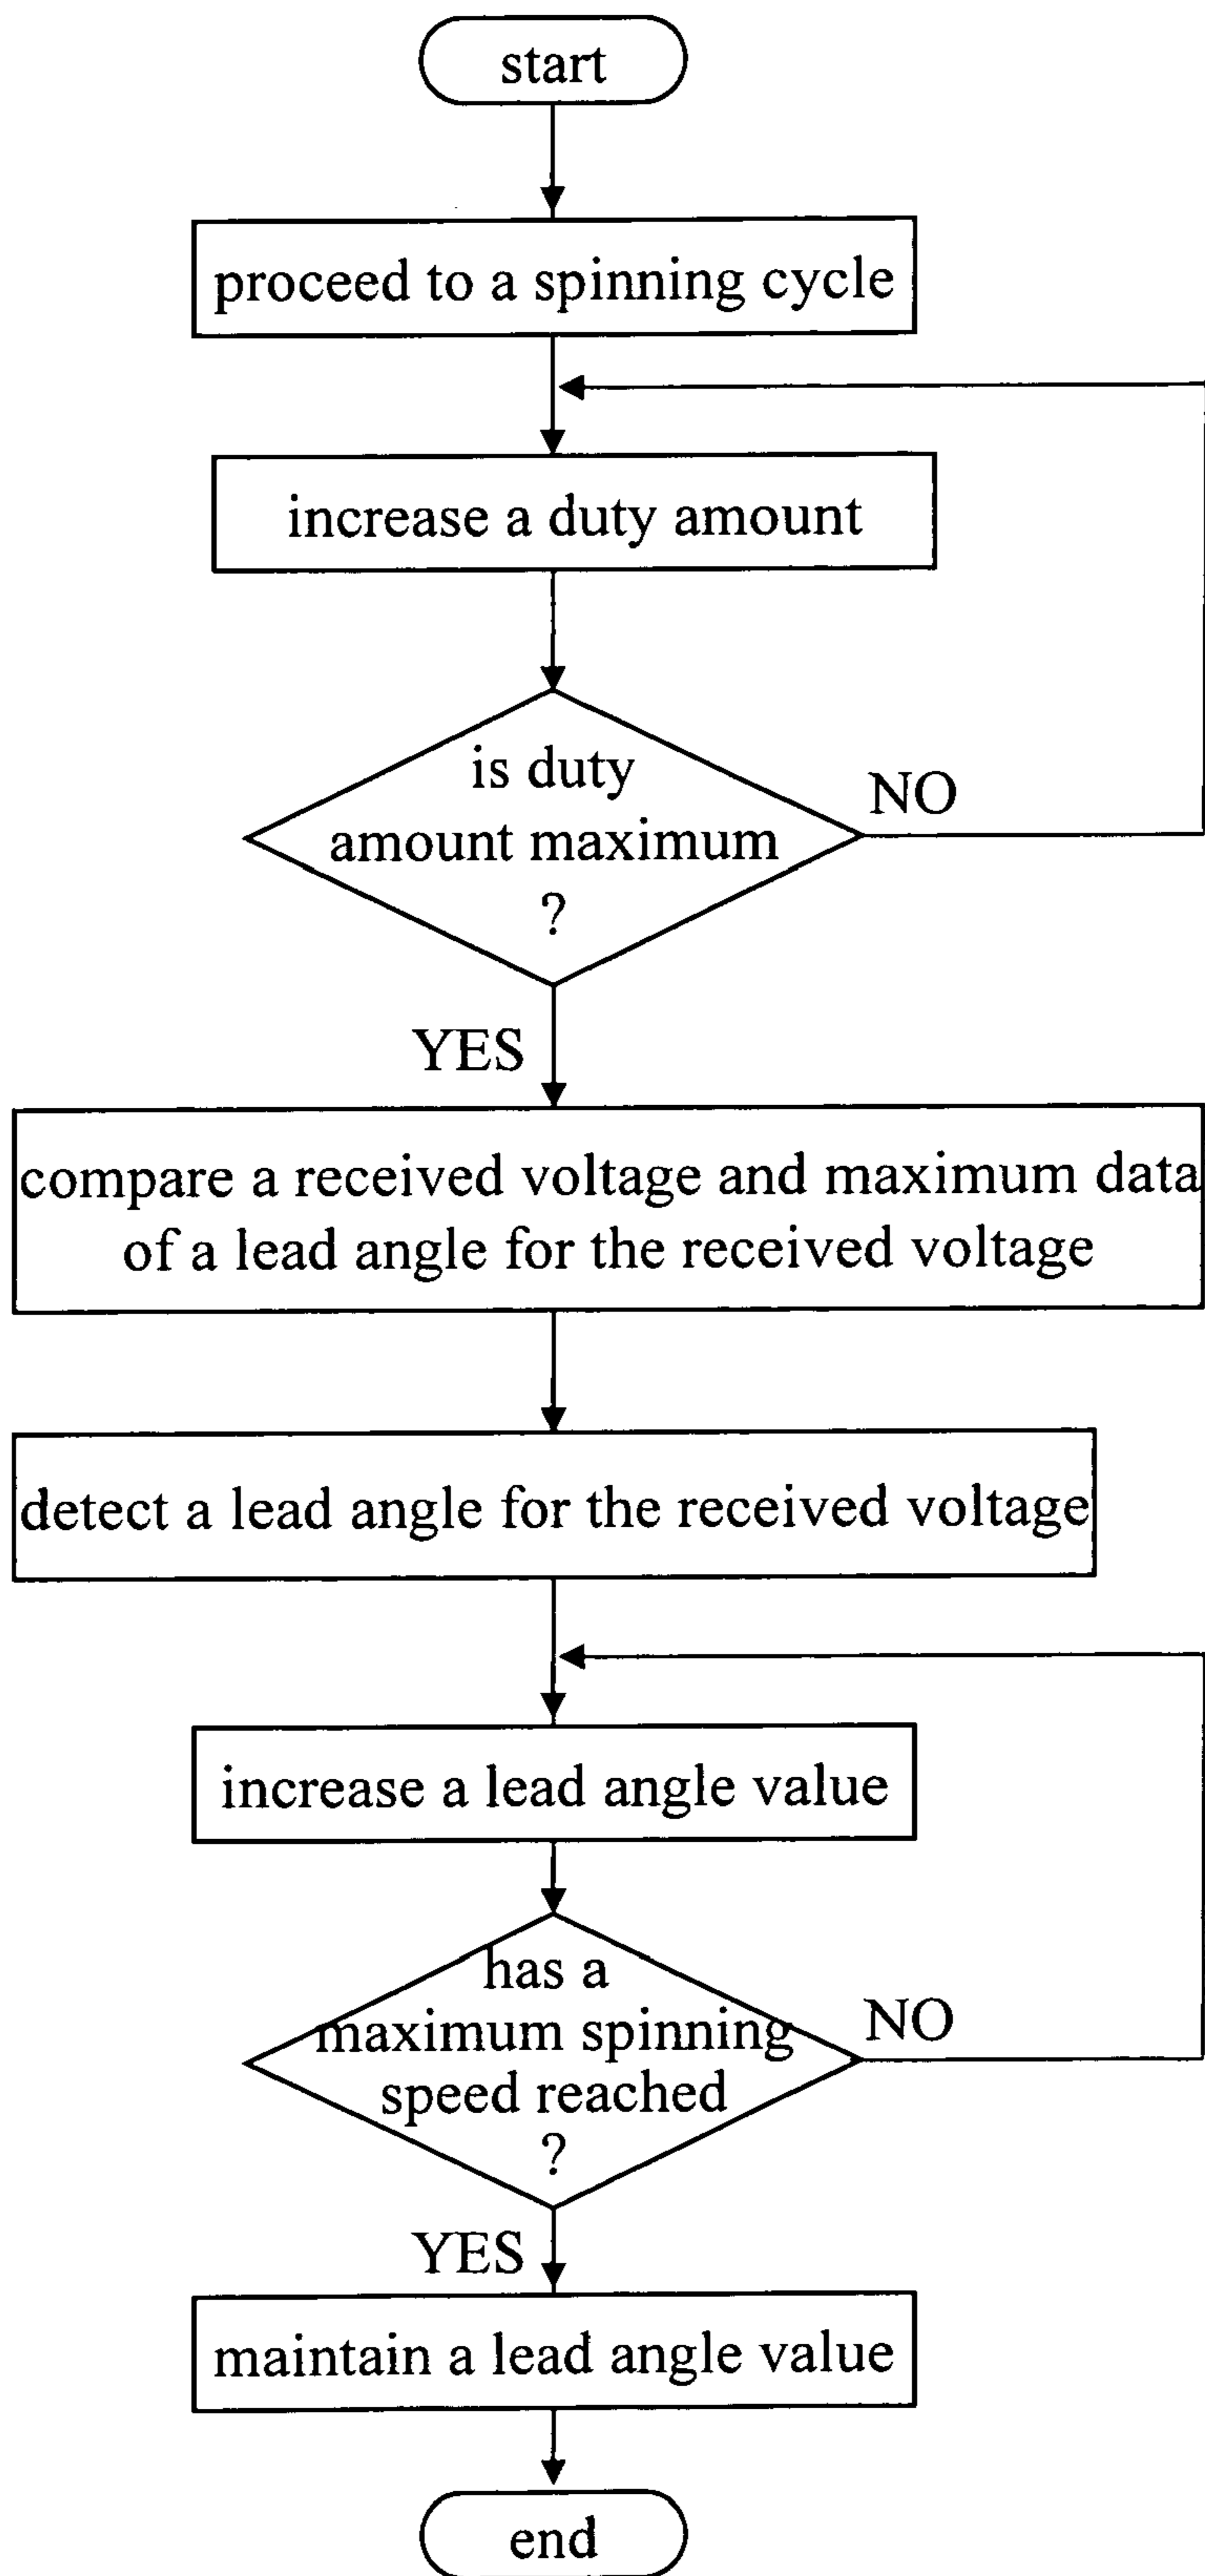 start
proceed to a spinning cycle
increase a duty amount
is duty
amount maximum
?
NO
YES
compare a received voltage and maximum data
of a lead angle for the received voltage
detect a lead angle for the received voltage
increase a lead angle value
has a
maximum spinning
speed reached
?
NO
YES
maintain a lead angle value
end